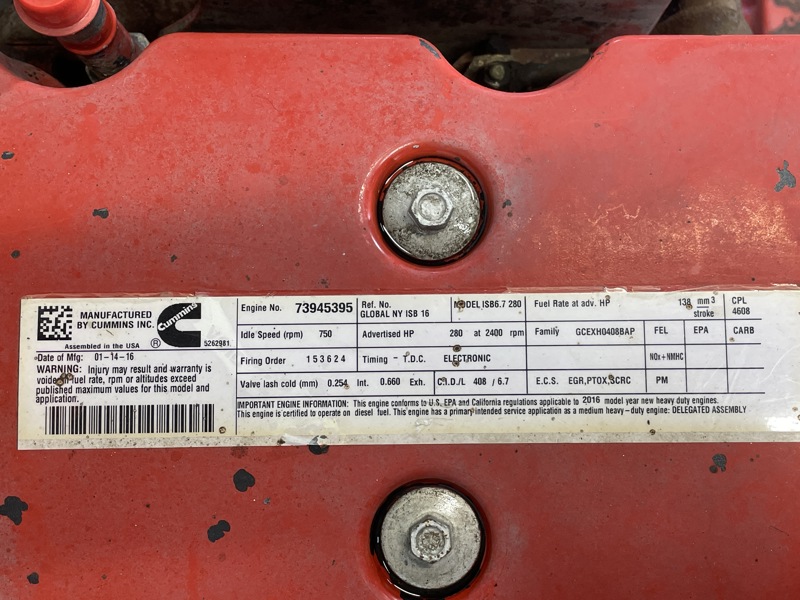 MANUFACTURED
BY CUMMINS INC.
Cummins
®
5262981
Assembled in the USA
Date of Mfg: 01-14-16
WARNING: Injury may result and warranty is
voided if fuel rate, rpm or altitudes exceed
published maximum values for this model and
application.
Engine No. 73945395 Ref. No. MODEL ISB6.7 280 Fuel Rate at adv. HP 138 mm3 stroke CPL
GLOBAL NY ISB 16 4608
Idle Speed (rpm) 750 Advertised HP 280 at 2400 rpm Family GCEXH0408BAP FEL EPA CARB
Firing Order 1 5 3 6 2 4 Timing - T.D.C. ELECTRONIC NOx+NMHC
Valve lash cold (mm) 0.254 Int. 0.660 Exh. C.I.D./L 408 / 6.7 E.C.S. EGR,PTOX,SCRC PM
IMPORTANT ENGINE INFORMATION: This engine conforms to U.S. EPA and California regulations applicable to 2016 model year new heavy duty engines.
This engine is certified to operate on diesel fuel. This engine has a primary intended service application as a medium heavy-duty engine: DELEGATED ASSEMBLY